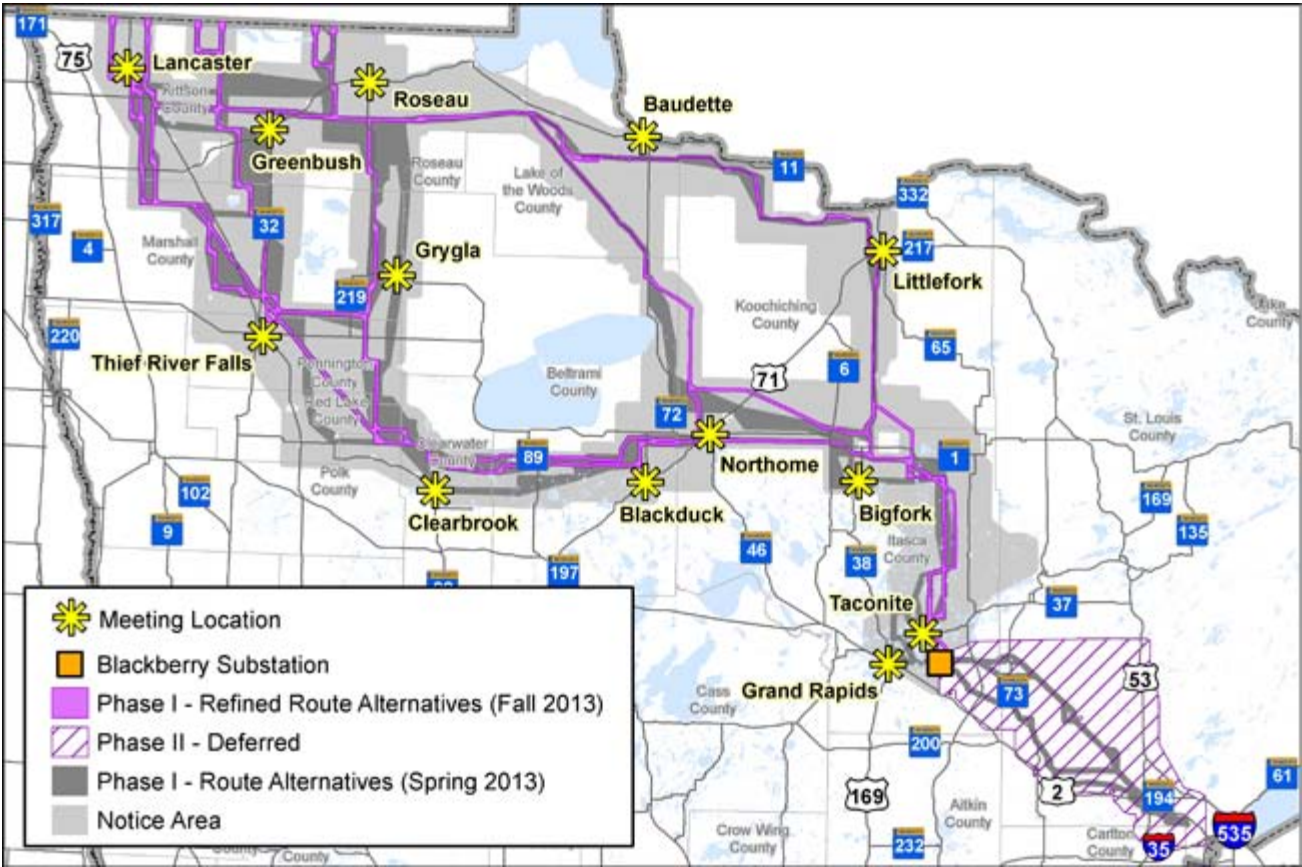 171
75
Lancaster
Kittson
County
Roseau
Baudette
Greenbush
Roseau
County
Lake of
the Woods
County
11
332
317
4
Marshall
County
32
Grygla
217
Littlefork
219
Koochiching
County
220
Thief River Falls
Pennington
County
Red Lake
County
Beltrami
County
71
6
65
72
St. Louis
County
Clearwater
County
89
Northome
1
Polk
County
102
9
Clearbrook
Blackduck
Bigfork
169
135
46
38
Itasca
County
197
Taconite
37
Meeting Location
Blackberry Substation
Phase I - Refined Route Alternatives (Fall 2013)
Phase II - Deferred
Phase I - Route Alternatives (Spring 2013)
Notice Area
Grand Rapids
Cass
County
73
53
200
169
2
194
61
Aitkin
County
Crow Wing
County
232
Carlton
County
35
535
County